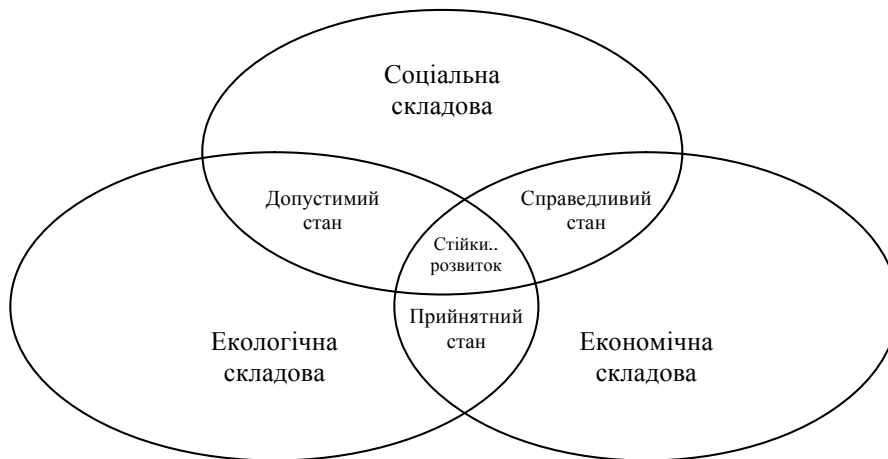 Соціальна
складова
Допустимий
стан
Справедливий
стан
Стійки..
розвиток
Прийнятний
стан
Екологічна
складова
Економічна
складова